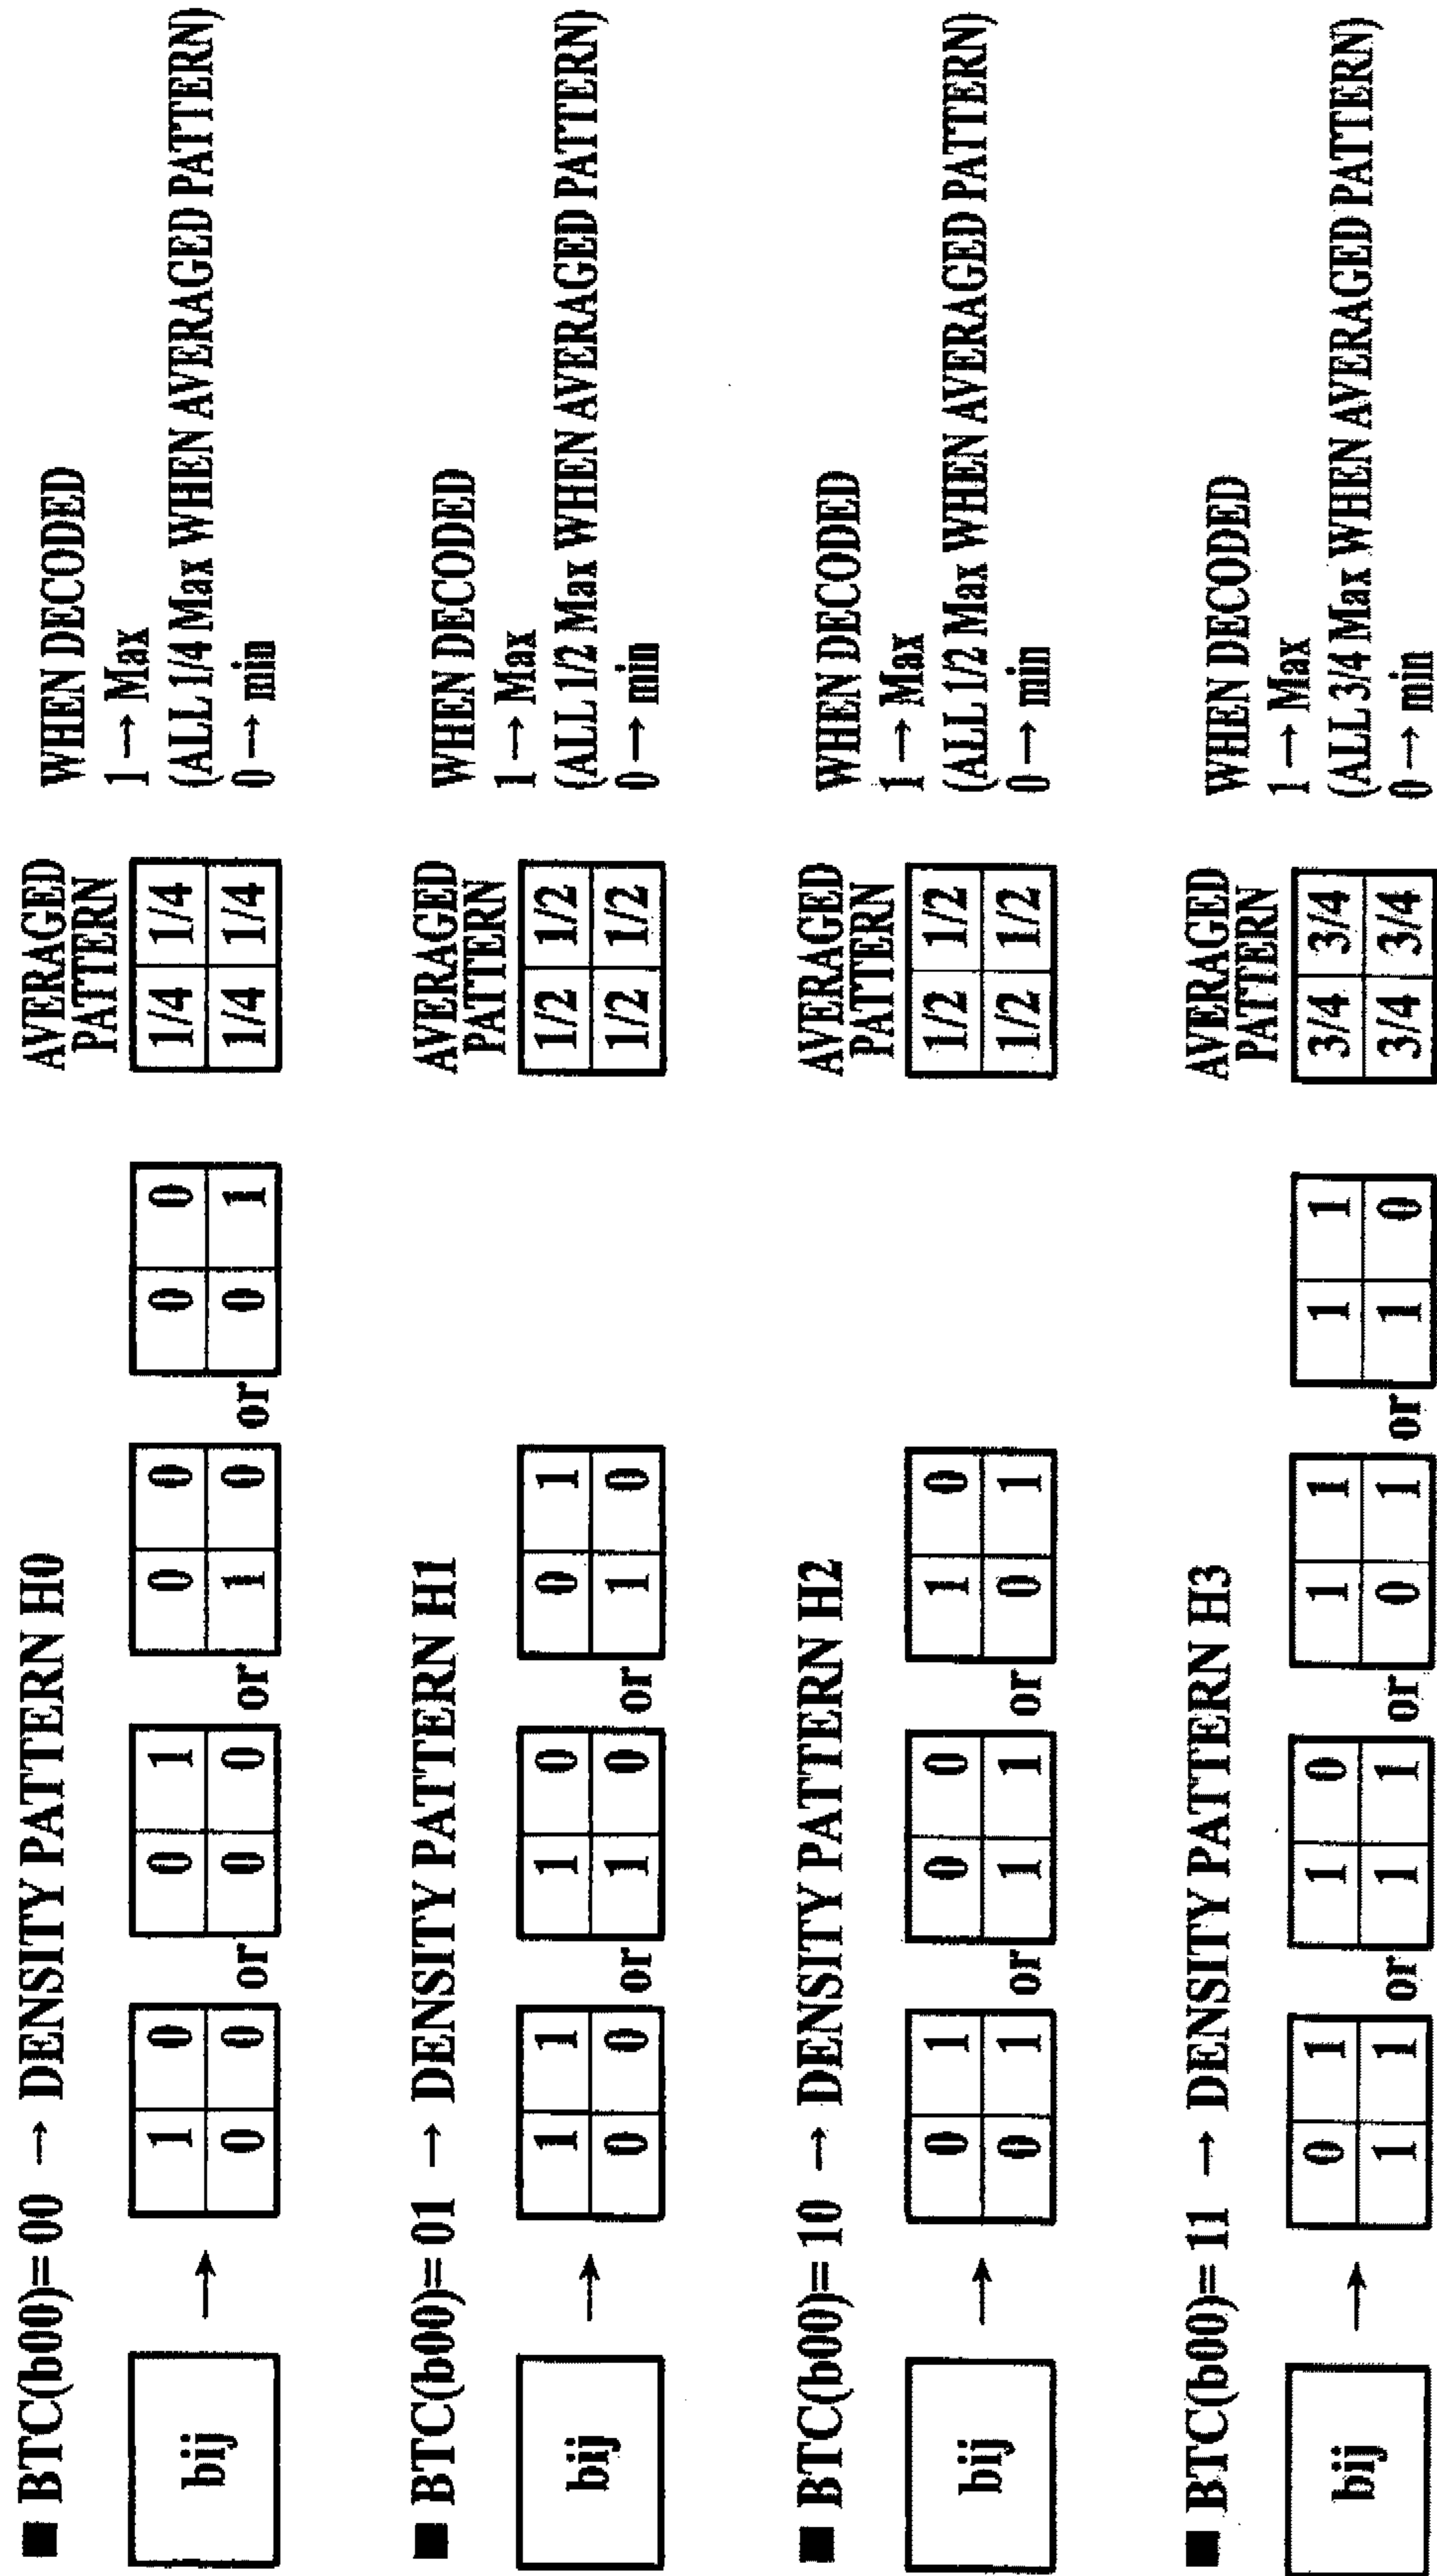 ■ BTC(b00)= 00 → DENSITY PATTERN H0
bij →
1 0 0 1 0 0 0 0
0 0 or 0 0 or 1 0 or 0 1
AVERAGED
PATTERN
1/4 1/4
1/4 1/4
WHEN DECODED
1 → Max
(ALL 1/4 Max WHEN AVERAGED PATTERN)
0 → min
■ BTC(b00)= 01 → DENSITY PATTERN H1
bij →
1 1 1 0 0 1
0 0 or 1 0 or 1 0
AVERAGED
PATTERN
1/2 1/2
1/2 1/2
WHEN DECODED
1 → Max
(ALL 1/2 Max WHEN AVERAGED PATTERN)
0 → min
■ BTC(b00)= 10 → DENSITY PATTERN H2
bij →
0 1 0 0 1 0
0 1 or 1 1 or 0 1
AVERAGED
PATTERN
1/2 1/2
1/2 1/2
WHEN DECODED
1 → Max
(ALL 1/2 Max WHEN AVERAGED PATTERN)
0 → min
■ BTC(b00)= 11 → DENSITY PATTERN H3
bij →
0 1 1 0 1 1 1 1
1 1 or 1 1 or 0 1 or 1 0
AVERAGED
PATTERN
3/4 3/4
3/4 3/4
WHEN DECODED
1 → Max
(ALL 3/4 Max WHEN AVERAGED PATTERN)
0 → min